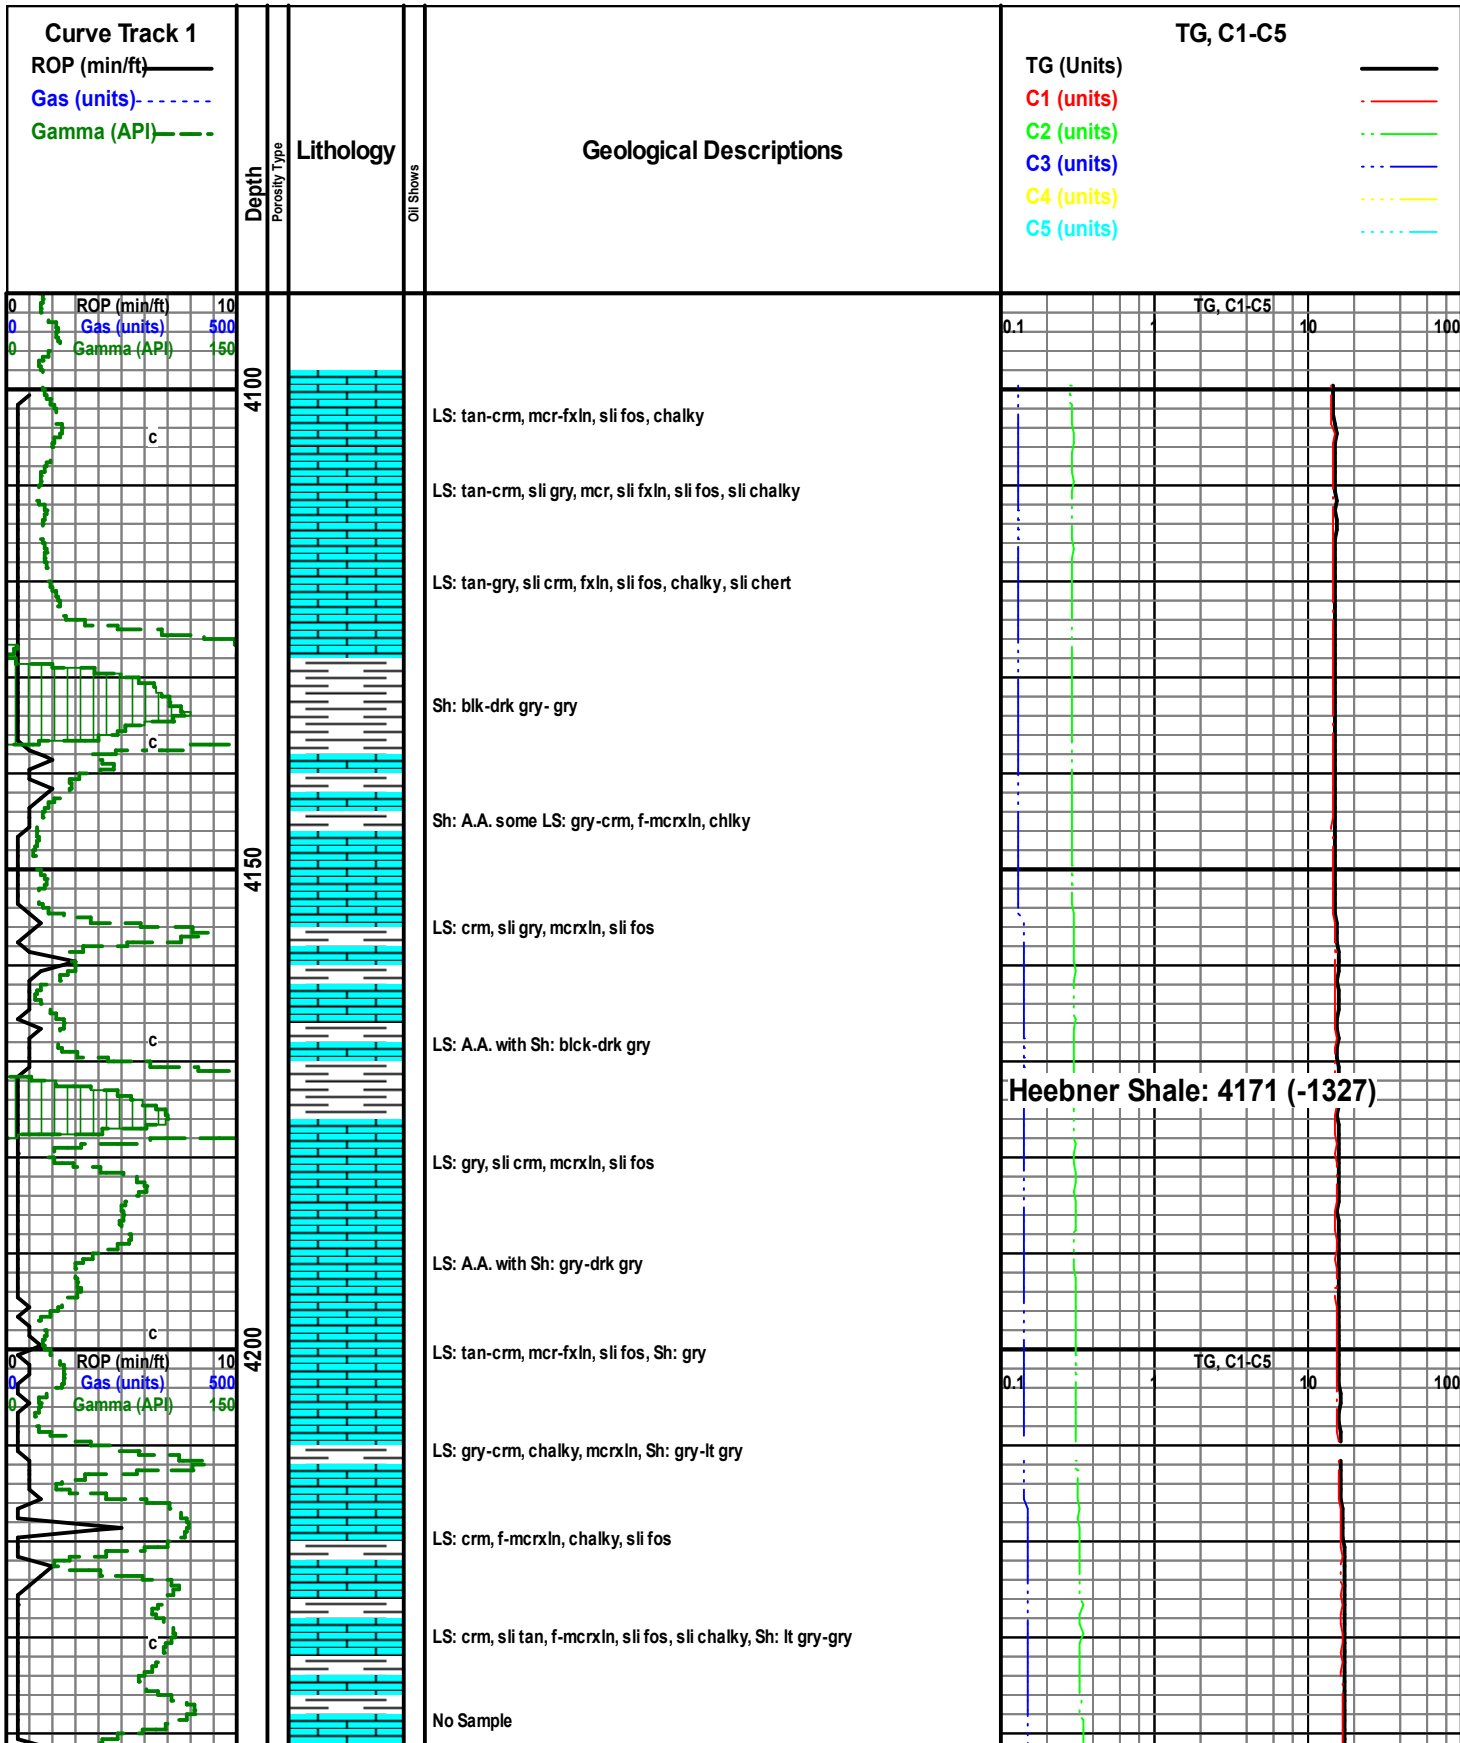 Curve Track 1
ROP (min/ft)
Gas (units)
Gamma (API)
Depth
Porosity Type
Lithology
Oil Shows
Geological Descriptions
TG, C1-C5
TG (Units)
C1 (units)
C2 (units)
C3 (units)
C4 (units)
C5 (units)
0 ROP (min/ft) 10
0 Gas (units) 500
0 Gamma (API) 150
TG, C1-C5
0.1 1 10 100
4100
LS: tan-crm, mcr-fxln, sli fos, chalky
C
LS: tan-crm, sli gry, mcr, sli fxln, sli fos, sli chalky
LS: tan-gry, sli crm, fxln, sli fos, chalky, sli chert
Sh: blk-drk gry- gry
C
Sh: A.A. some LS: gry-crm, f-mcrxln, chlky
4150
LS: crm, sli gry, mcrxln, sli fos
C
LS: A.A. with Sh: blck-drk gry
Heebner Shale: 4171 (-1327)
LS: gry, sli crm, mcrxln, sli fos
LS: A.A. with Sh: gry-drk gry
C
4200
LS: tan-crm, mcr-fxln, sli fos, Sh: gry
0 ROP (min/ft) 10
0 Gas (units) 500
0 Gamma (API) 150
TG, C1-C5
0.1 1 10 100
LS: gry-crm, chalky, mcrxln, Sh: gry-lt gry
LS: crm, f-mcrxln, chalky, sli fos
LS: crm, sli tan, f-mcrxln, sli fos, sli chalky, Sh: lt gry-gry
C
No Sample